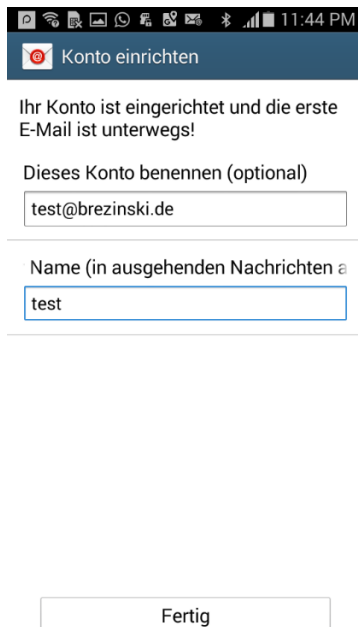 11:44 PM
Konto einrichten
Ihr Konto ist eingerichtet und die erste
E-Mail ist unterwegs!
Dieses Konto benennen (optional)
test@brezinski.de
Name (in ausgehenden Nachrichten a
test
Fertig